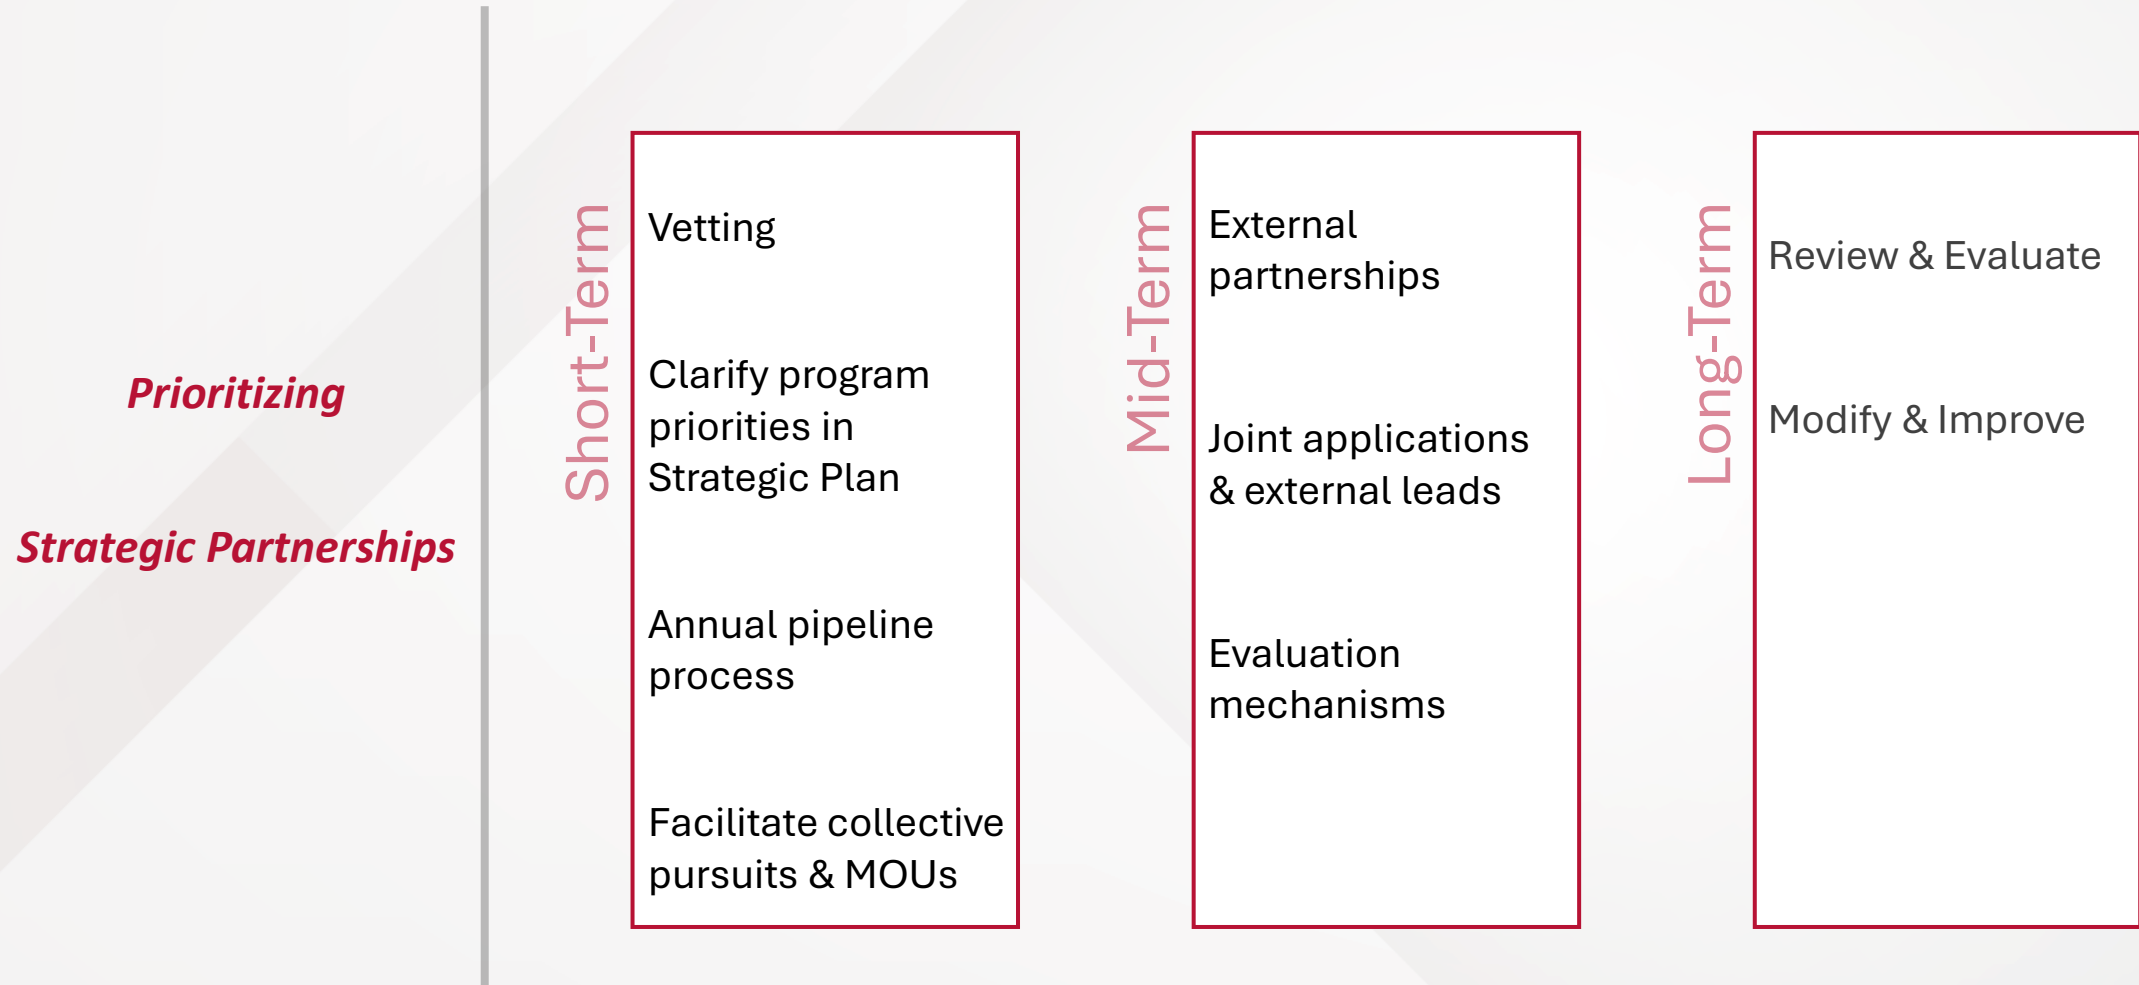 Prioritizing
Strategic Partnerships
Short-Term
Vetting
Clarify program
priorities in
Strategic Plan
Annual pipeline
process
Facilitate collective
pursuits & MOUs
Mid-Term
External
partnerships
Joint applications
& external leads
Evaluation
mechanisms
Long-Term
Review & Evaluate
Modify & Improve